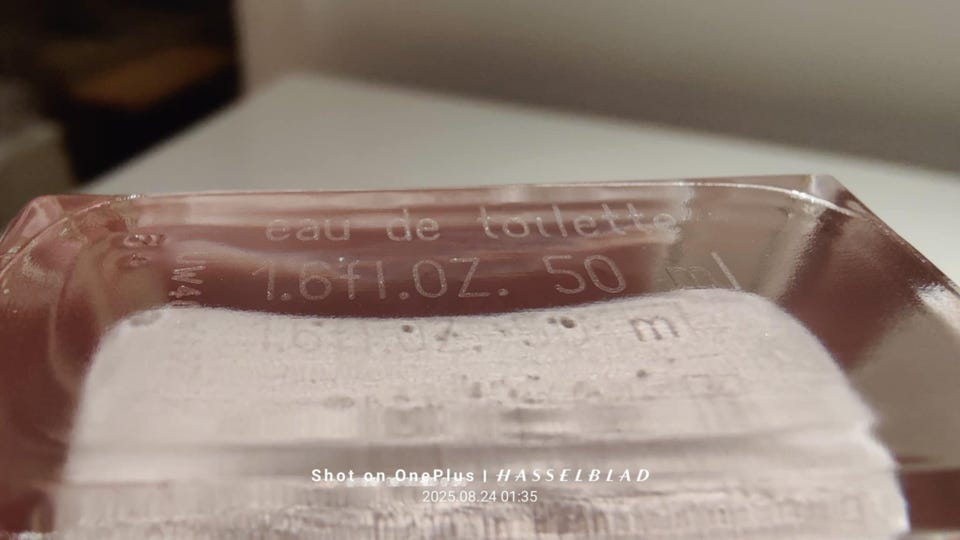 eau de toilette
1.6fl.OZ. 50 ml
Shot on OnePlus | HASSELBLAD
2025.08.24 01:35